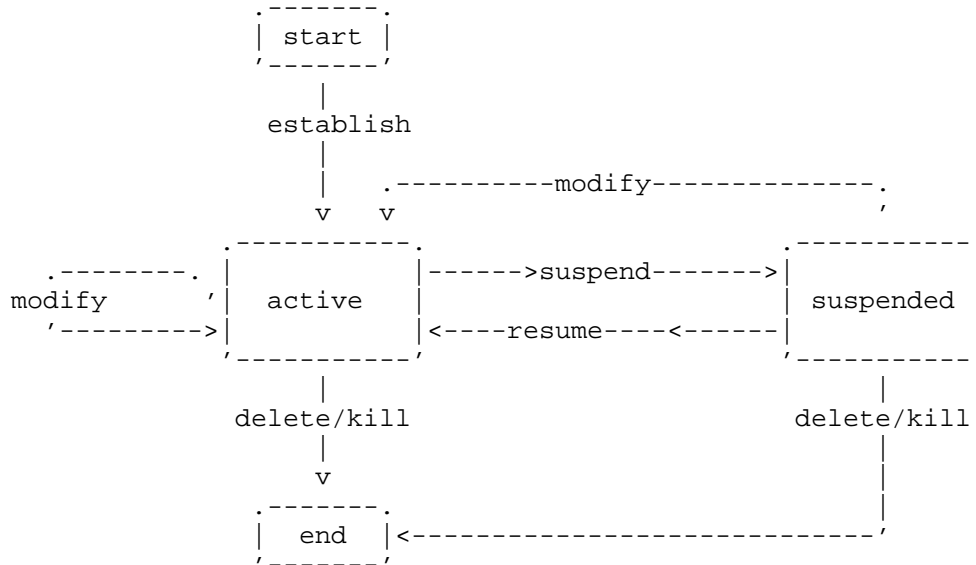 start
establish
modify
suspend
modify active suspended
resume
delete/kill delete/kill
end